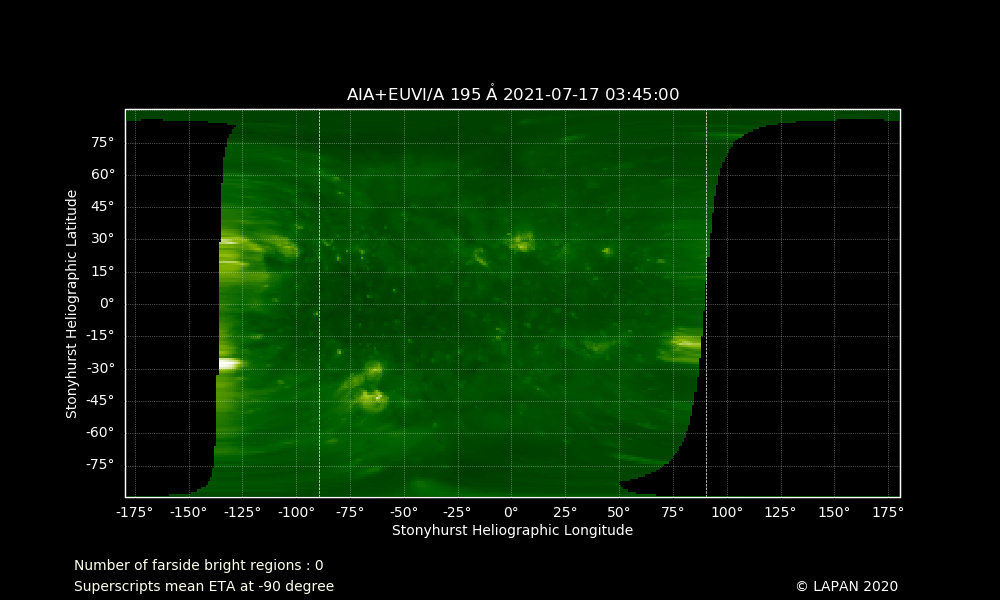 AIA+EUVI/A 195 Å 2021-07-17 03:45:00
Stonyhurst Heliographic Latitude
75°
60°
45°
30°
15°
0°
-15°
-30°
-45°
-60°
-75°
-175° -150° -125° -100° -75° -50° -25° 0° 25° 50° 75° 100° 125° 150° 175°
Stonyhurst Heliographic Longitude
Number of farside bright regions : 0
Superscripts mean ETA at -90 degree
© LAPAN 2020